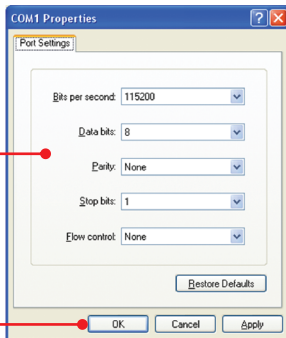 COM1 Properties
Port Settings
Bits per second: 115200
Data bits: 8
Parity: None
Stop bits: 1
Flow control: None
Restore Defaults
OK Cancel Apply